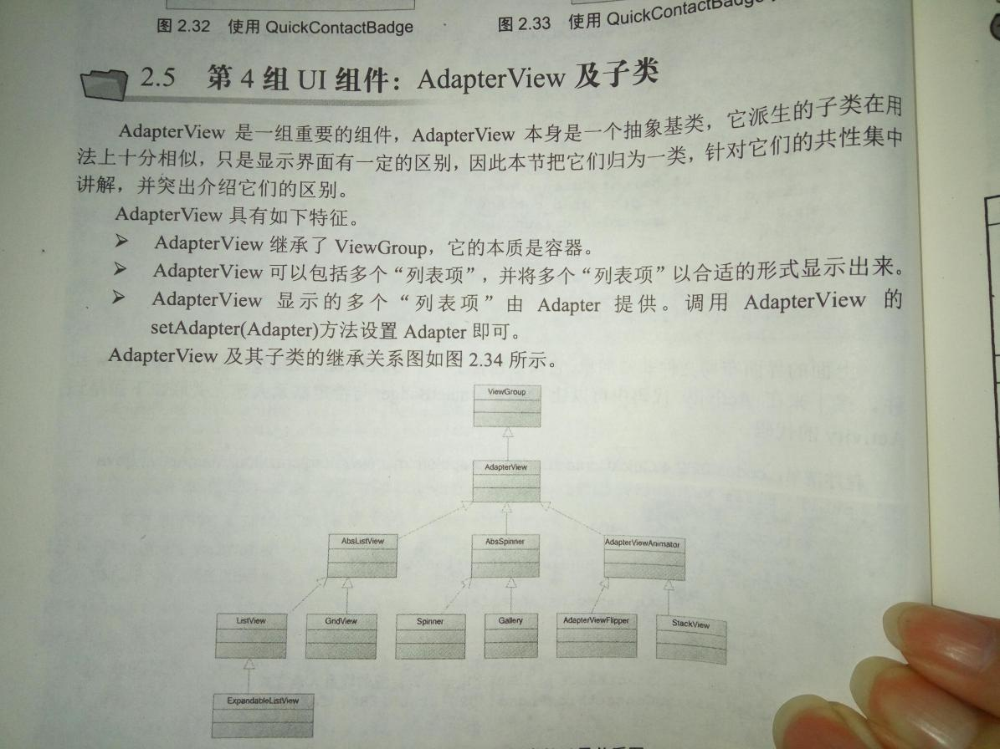 图 2.32 使用 QuickContactBadge
图 2.33 使用 QuickContactBadge
2.5 第 4 组 UI 组件：AdapterView 及子类
AdapterView 是一组重要的组件，AdapterView 本身是一个抽象基类，它派生的子类在用
法上十分相似，只是显示界面有一定的区别，因此本节把它们归为一类，针对它们的共性集中
讲解，并突出介绍它们的区别。
AdapterView 具有如下特征。
➢ AdapterView 继承了 ViewGroup，它的本质是容器。
➢ AdapterView 可以包括多个“列表项”，并将多个“列表项”以合适的形式显示出来。
➢ AdapterView 显示的多个“列表项”由 Adapter 提供。调用 AdapterView 的
setAdapter(Adapter)方法设置 Adapter 即可。
AdapterView 及其子类的继承关系图如图 2.34 所示。
ViewGroup
AdapterView
AbsListView
AbsSpinner
AdapterViewAnimator
ListView
GridView
Spinner
Gallery
AdapterViewFlipper
StackView
ExpandableListView